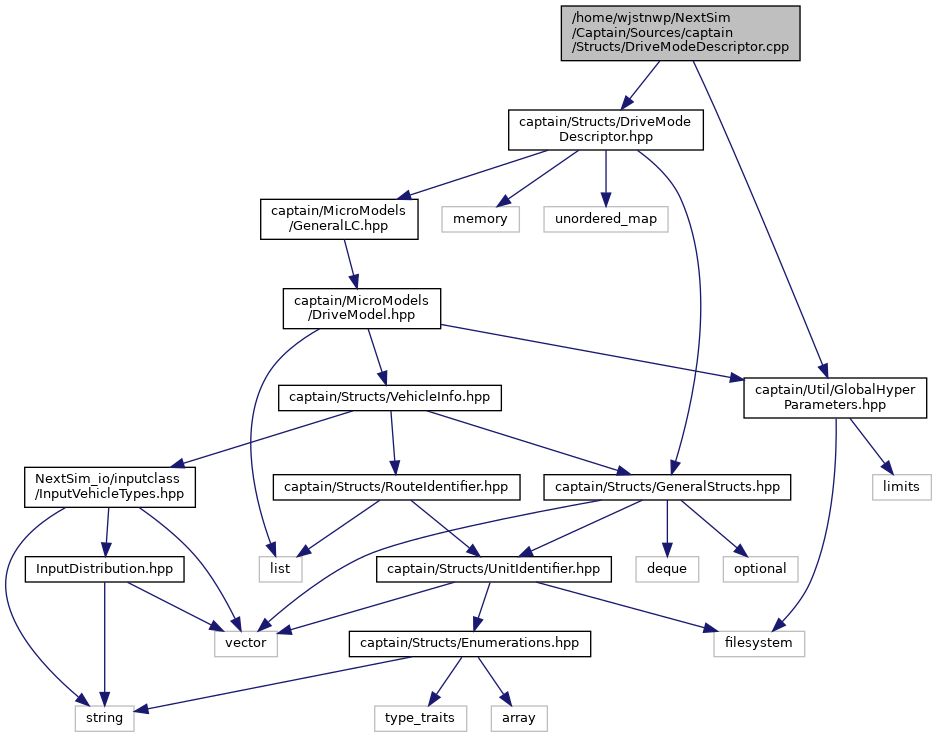 /home/wjstnwp/NextSim
/Captain/Sources/captain
/Structs/DriveModeDescriptor.cpp
captain/Structs/DriveMode
Descriptor.hpp
captain/MicroModels
/GeneralLC.hpp
memory
unordered_map
captain/MicroModels
/DriveModel.hpp
captain/Structs/VehicleInfo.hpp
captain/Util/GlobalHyper
Parameters.hpp
NextSim_io/inputclass
/InputVehicleTypes.hpp
captain/Structs/RouteIdentifier.hpp
captain/Structs/GeneralStructs.hpp
limits
InputDistribution.hpp
list
captain/Structs/UnitIdentifier.hpp
deque
optional
vector
captain/Structs/Enumerations.hpp
filesystem
string
type_traits
array